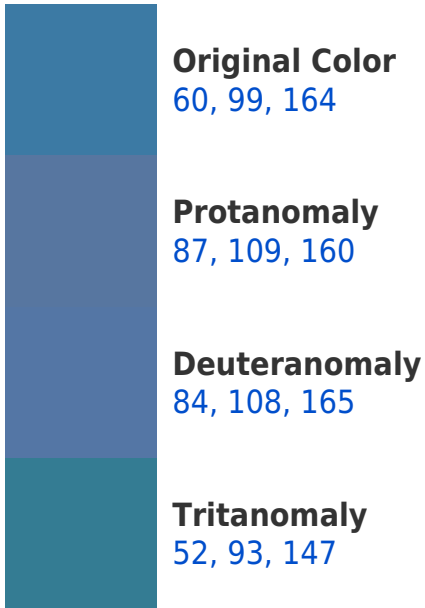 Original Color
60, 99, 164
Protanomaly
87, 109, 160
Deuteranomaly
84, 108, 165
Tritanomaly
52, 93, 147